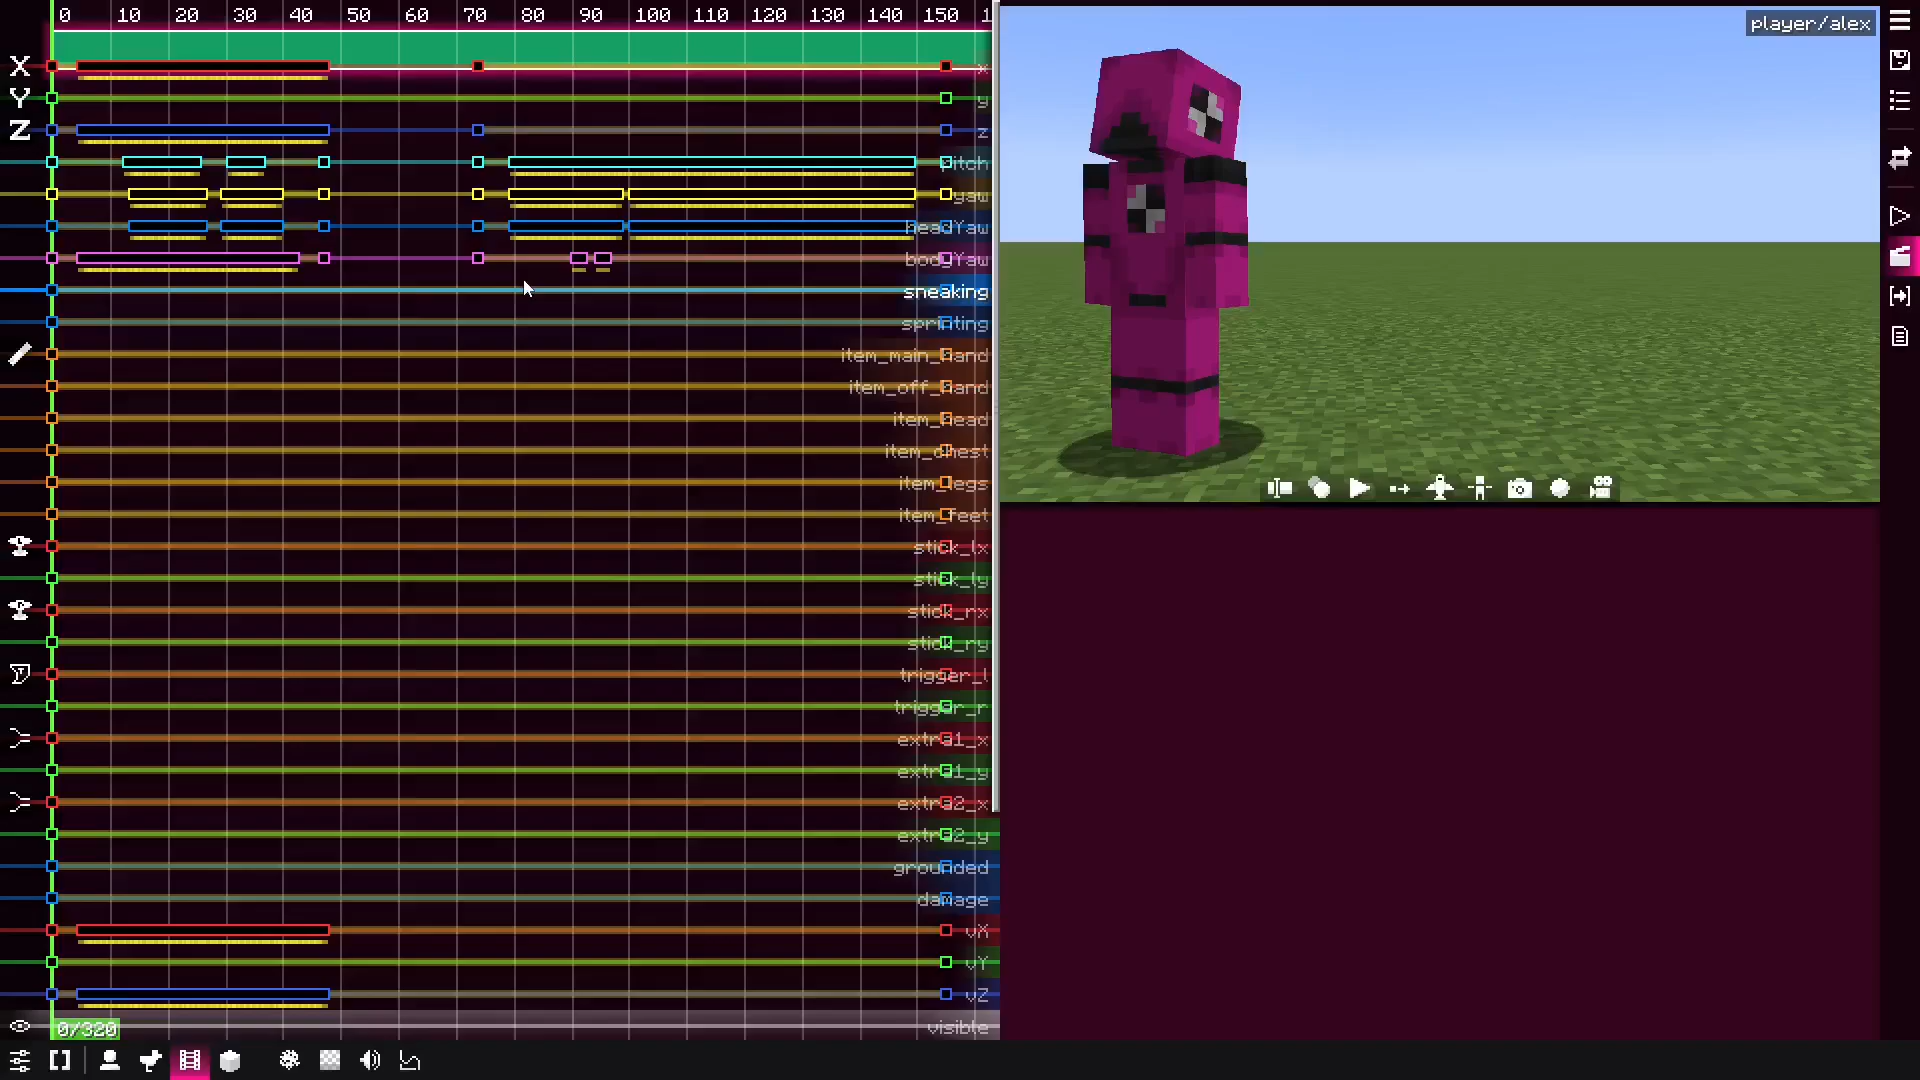 0 10 20 30 40 50 60 70 80 90 100 110 120 130 140 150 1
player/alex
X x
Y y
Z z
pitch
yaw
headYaw
bodyYaw
sneaking
sprinting
item_main_hand
item_off_hand
item_head
item_chest
item_legs
item_feet
stick_lx
stick_ly
stick_rx
stick_ry
trigger_l
trigger_r
extra1_x
extra1_y
extra2_x
extra2_y
grounded
damage
vX
vY
vZ
0/320
visible